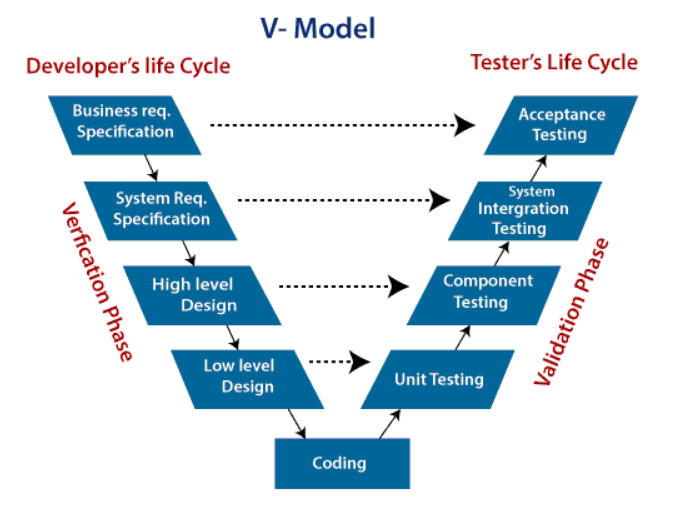 V- Model
Developer's life Cycle
Tester's Life Cycle
Business req.
Specification
Acceptance
Testing
System Req.
Specification
System
Intergration
Testing
Verfication Phase
Validation Phase
High level
Design
Component
Testing
Low level
Design
Unit Testing
Coding